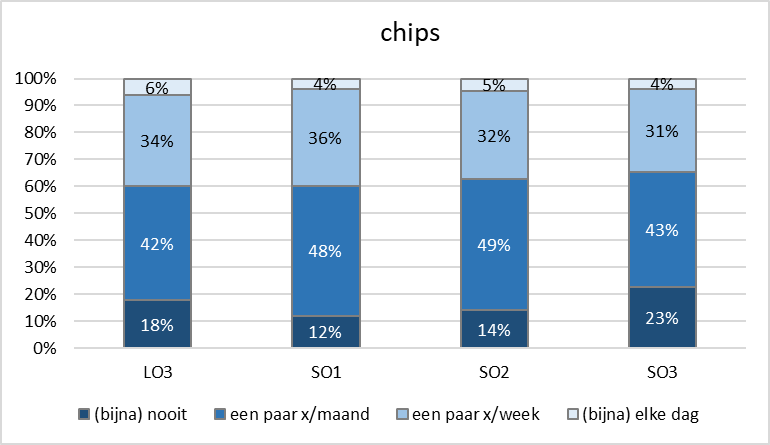 chips
100%
90%
80%
70%
60%
50%
40%
30%
20%
10%
0%
6% 4% 5% 4%
34% 36% 32% 31%
42% 48% 49% 43%
18% 12% 14% 23%
LO3 SO1 SO2 SO3
(bijna) nooit een paar x/maand een paar x/week (bijna) elke dag